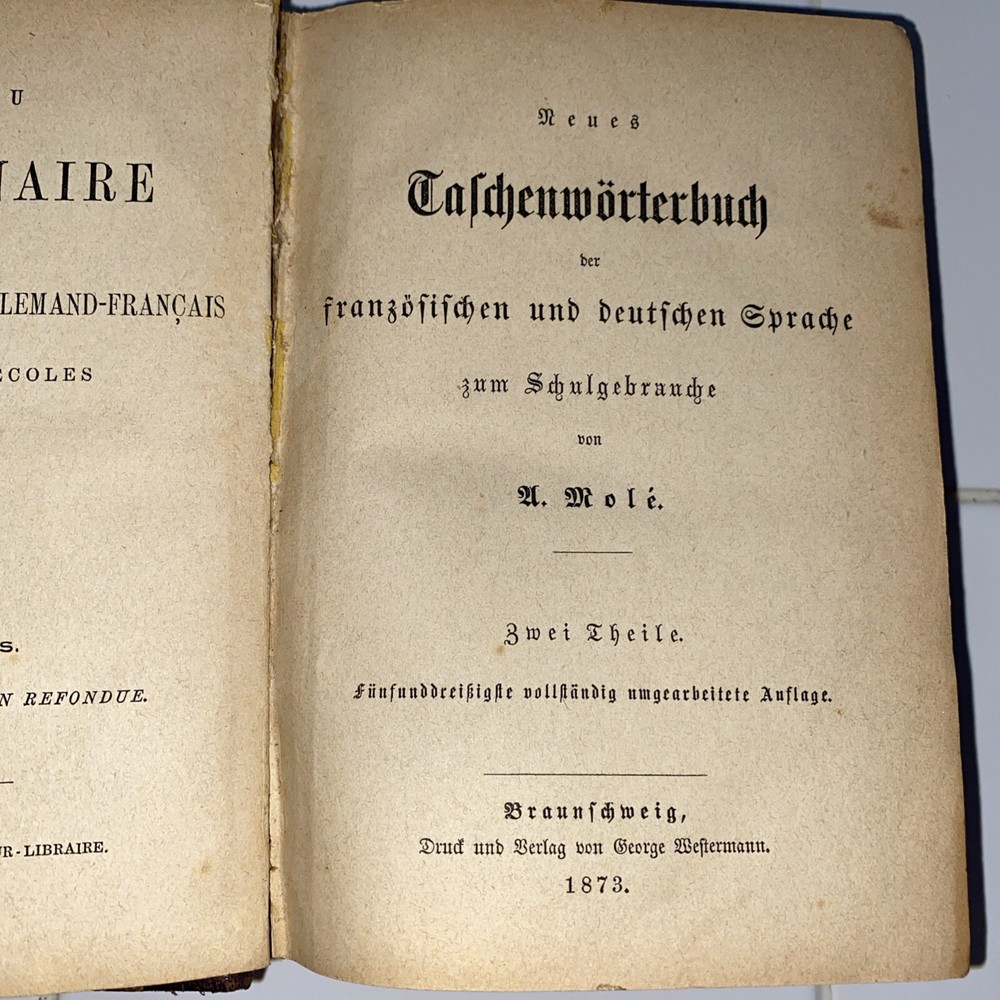 U
NAIRE
LEMAND-FRANÇAIS
ECOLES
S.
N REFONDUE.
UR-LIBRAIRE.
Neues
Taſchenwörterbuch
der
franzöſiſchen und deutſchen Sprache
zum Schulgebrauche
von
A. Molé.
Zwei Theile.
Fünfunddreißigſte vollſtändig umgearbeitete Auflage.
Braunſchweig,
Druck und Verlag von George Weſtermann.
1873.